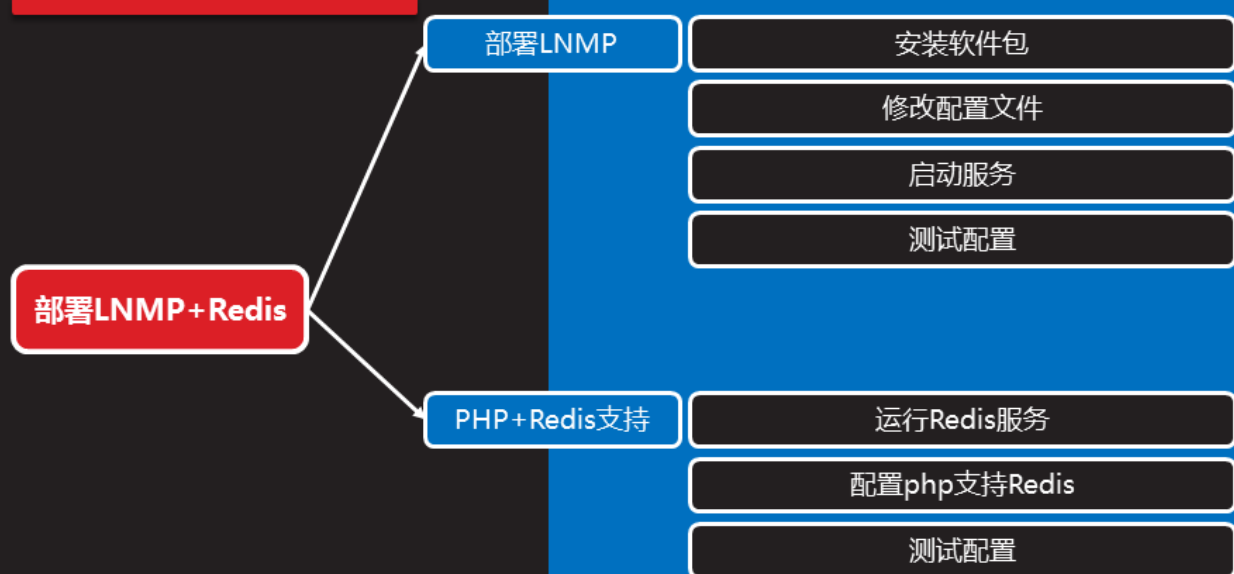 部署LNMP+Redis
部署LNMP
安装软件包
修改配置文件
启动服务
测试配置
PHP+Redis支持
运行Redis服务
配置php支持Redis
测试配置